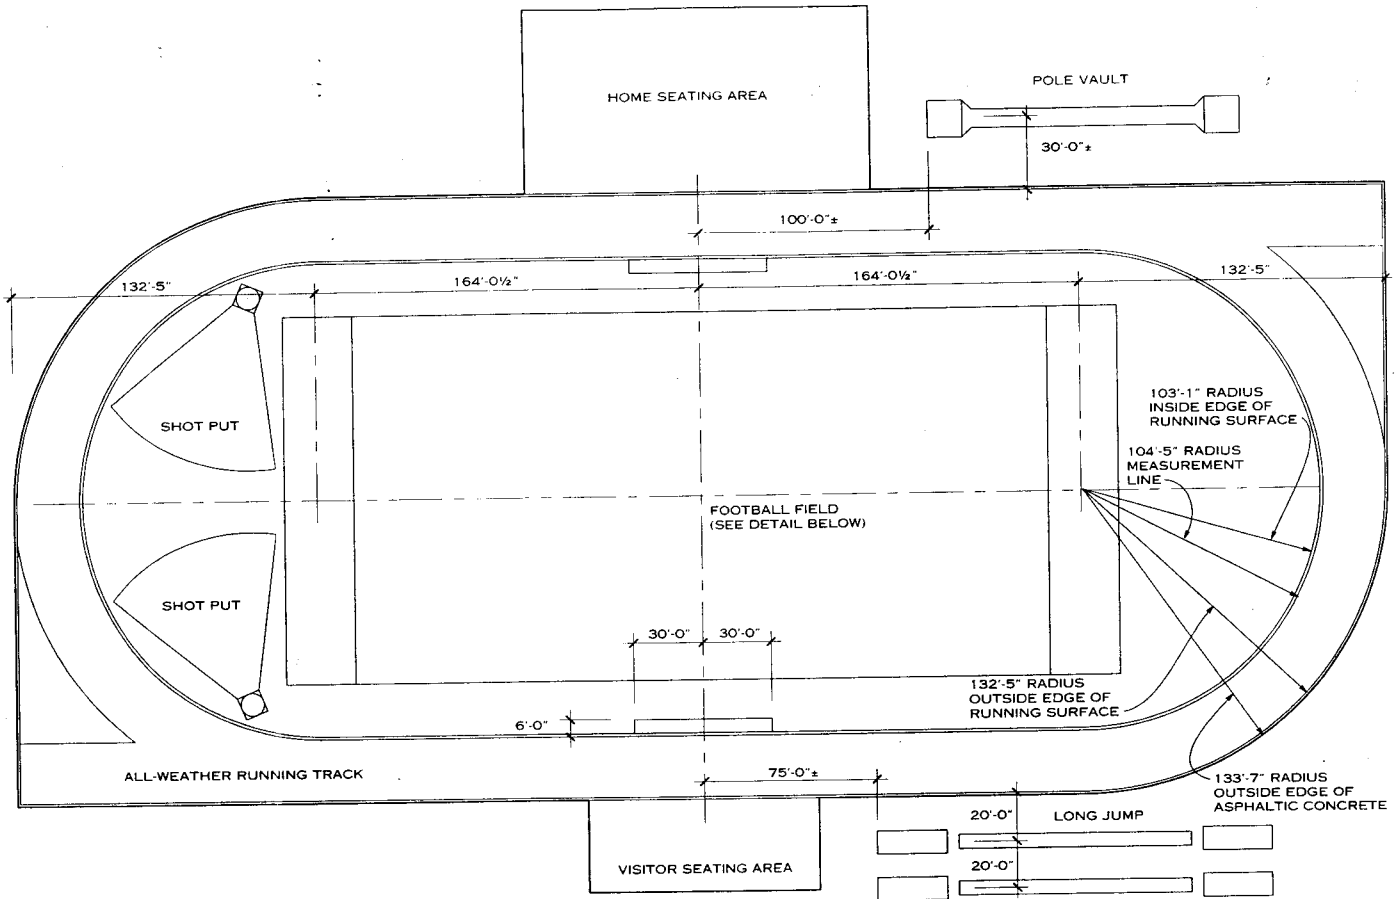 POLE VAULT
HOME SEATING AREA
30'-0"±
100'-0"±
132'-5"
164'-0½"
164'-0½"
132'-5"
103'-1" RADIUS
INSIDE EDGE OF
RUNNING SURFACE
SHOT PUT
104'-5" RADIUS
MEASUREMENT
LINE
FOOTBALL FIELD
(SEE DETAIL BELOW)
SHOT PUT
30'-0"
30'-0"
132'-5" RADIUS
OUTSIDE EDGE OF
RUNNING SURFACE
6'-0"
ALL-WEATHER RUNNING TRACK
75'-0"±
133'-7" RADIUS
OUTSIDE EDGE OF
ASPHALTIC CONCRETE
20'-0"
LONG JUMP
VISITOR SEATING AREA
20'-0"